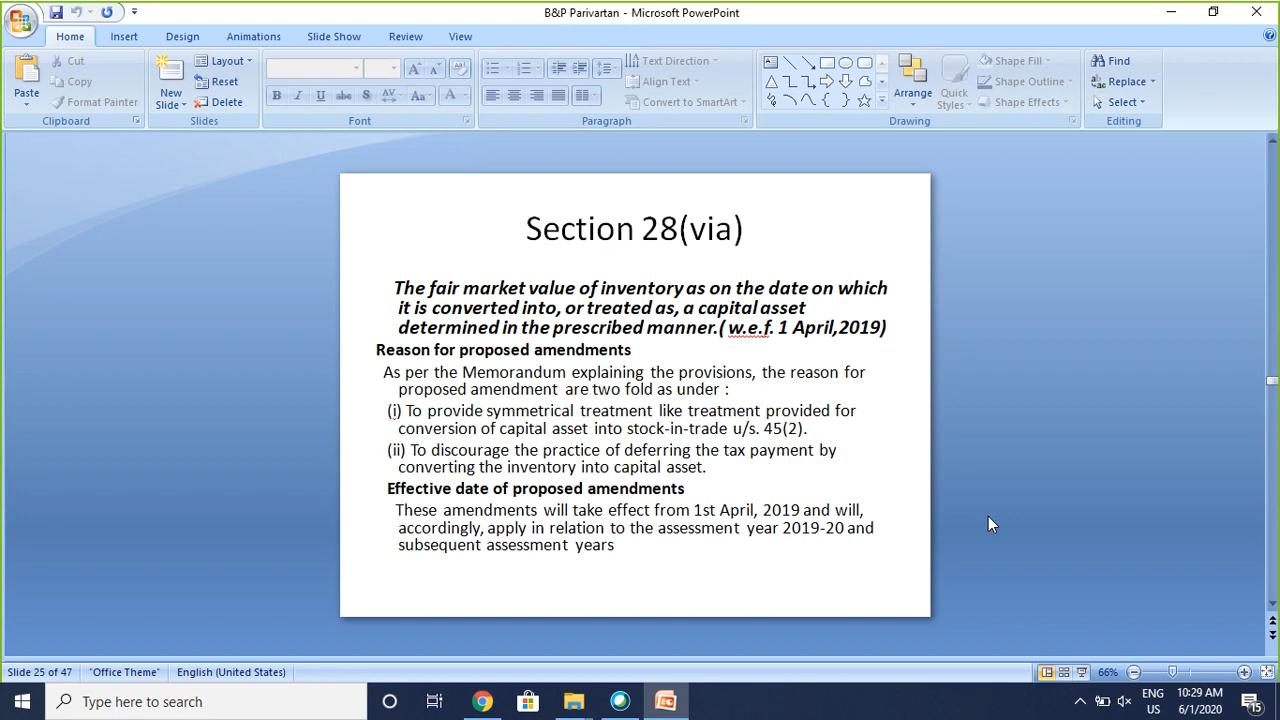 B&P Parivartan - Microsoft PowerPoint
Home Insert Design Animations Slide Show Review View
Cut Layout Text Direction Shape Fill Find
Copy Reset Align Text Shape Outline Replace
Paste Format Painter New Slide Delete Convert to SmartArt Arrange Quick Styles Shape Effects Select
Clipboard Slides Font Paragraph Drawing Editing
Section 28(via)
The fair market value of inventory as on the date on which
it is converted into, or treated as, a capital asset
determined in the prescribed manner.( w.e.f. 1 April,2019)
Reason for proposed amendments
As per the Memorandum explaining the provisions, the reason for
proposed amendment are two fold as under :
(i) To provide symmetrical treatment like treatment provided for
conversion of capital asset into stock-in-trade u/s. 45(2).
(ii) To discourage the practice of deferring the tax payment by
converting the inventory into capital asset.
Effective date of proposed amendments
These amendments will take effect from 1st April, 2019 and will,
accordingly, apply in relation to the assessment year 2019-20 and
subsequent assessment years
Slide 25 of 47 "Office Theme" English (United States) 66%
Type here to search ENG US 10:29 AM 6/1/2020 15